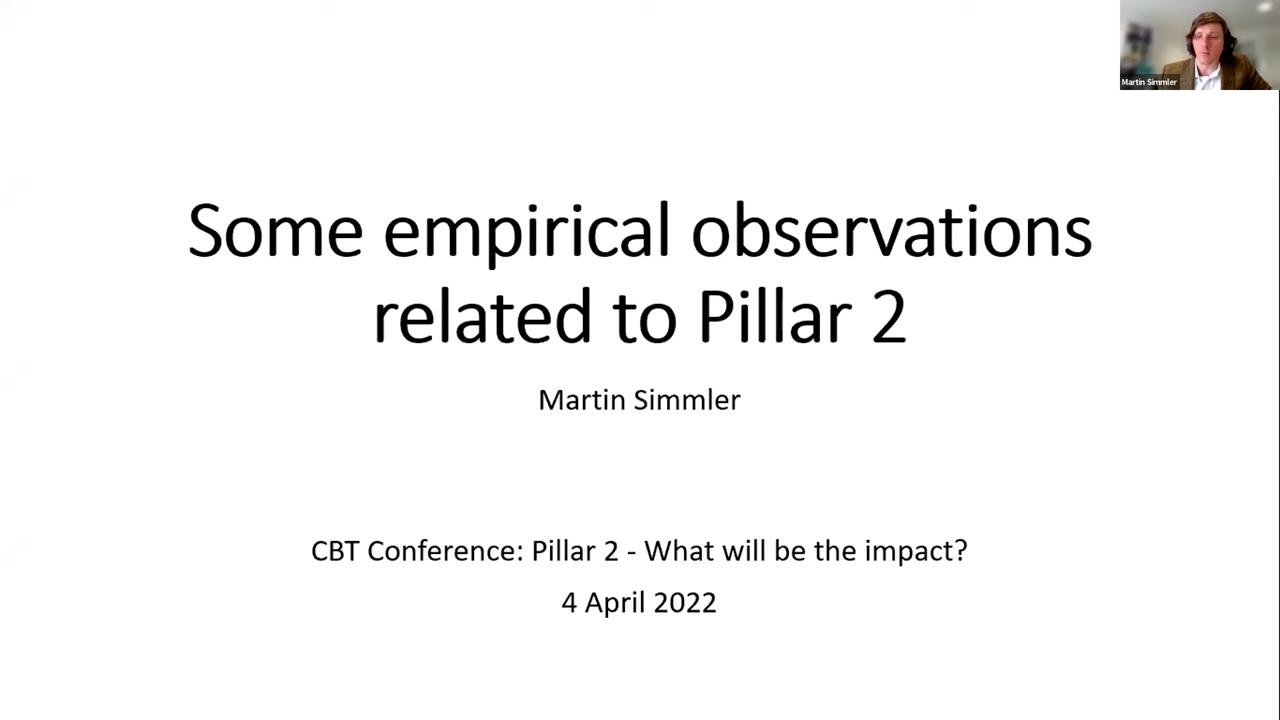 Martin Simmler
Some empirical observations
related to Pillar 2
Martin Simmler
CBT Conference: Pillar 2 - What will be the impact?
4 April 2022